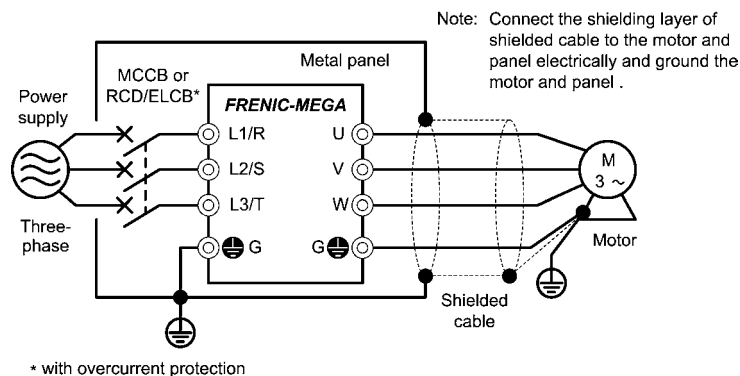 Note: Connect the shielding layer of
shielded cable to the motor and
panel electrically and ground the
motor and panel .
Metal panel
MCCB or
RCD/ELCB*
Power
supply
FRENIC-MEGA
L1/R
U
L2/S
V
L3/T
W
G
G
M
3 ~
Three-
phase
Motor
Shielded
cable
* with overcurrent protection